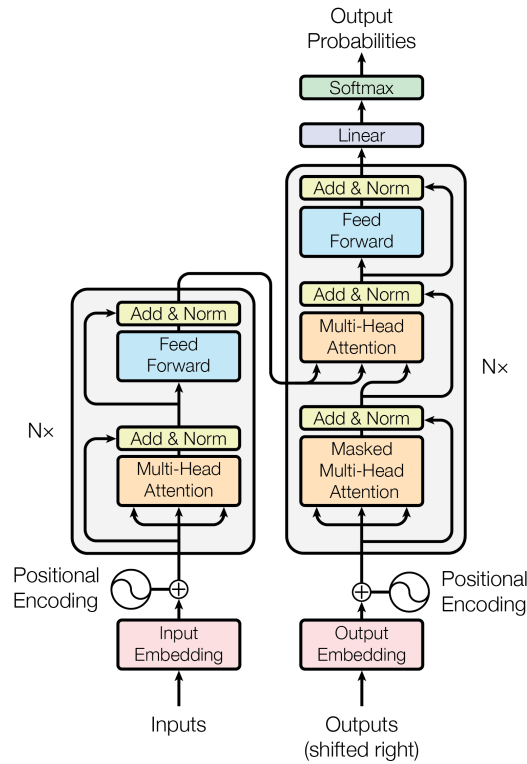 Output
Probabilities
Softmax
Linear
Add & Norm
Feed
Forward
Add & Norm
Multi-Head
Attention
Nx
Add & Norm
Masked
Multi-Head
Attention
Add & Norm
Feed
Forward
Nx
Add & Norm
Multi-Head
Attention
Positional
Encoding
Positional
Encoding
Input
Embedding
Output
Embedding
Inputs
Outputs
(shifted right)